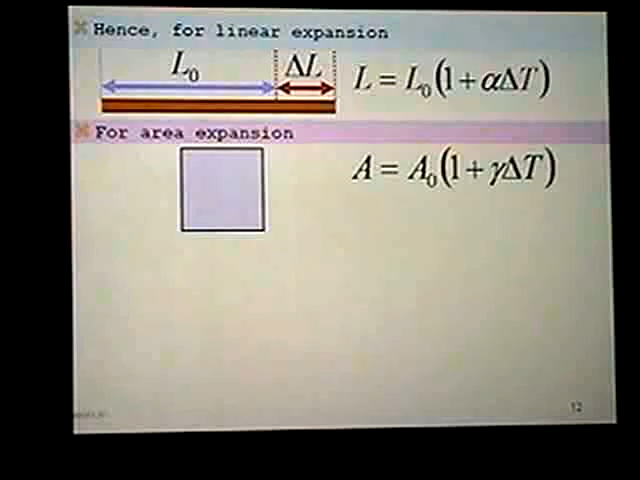 Hence, for linear expansion
L₀ ΔL L = L₀(1 + αΔT)
For area expansion
A = A₀(1 + γΔT)
12